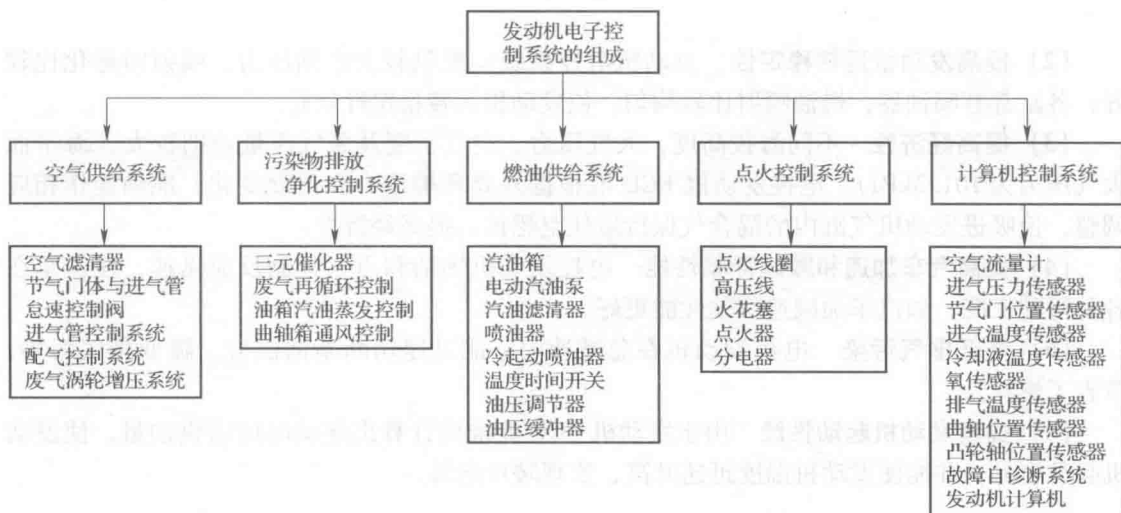 发动机电子控
制系统的组成
空气供给系统
污染物排放
净化控制系统
燃油供给系统
点火控制系统
计算机控制系统
空气滤清器
节气门体与进气管
怠速控制阀
进气管控制系统
配气控制系统
废气涡轮增压系统
三元催化器
废气再循环控制
油箱汽油蒸发控制
曲轴箱通风控制
汽油箱
电动汽油泵
汽油滤清器
喷油器
冷起动喷油器
温度时间开关
油压调节器
油压缓冲器
点火线圈
高压线
火花塞
点火器
分电器
空气流量计
进气压力传感器
节气门位置传感器
进气温度传感器
冷却液温度传感器
氧传感器
排气温度传感器
曲轴位置传感器
凸轮轴位置传感器
故障自诊断系统
发动机计算机